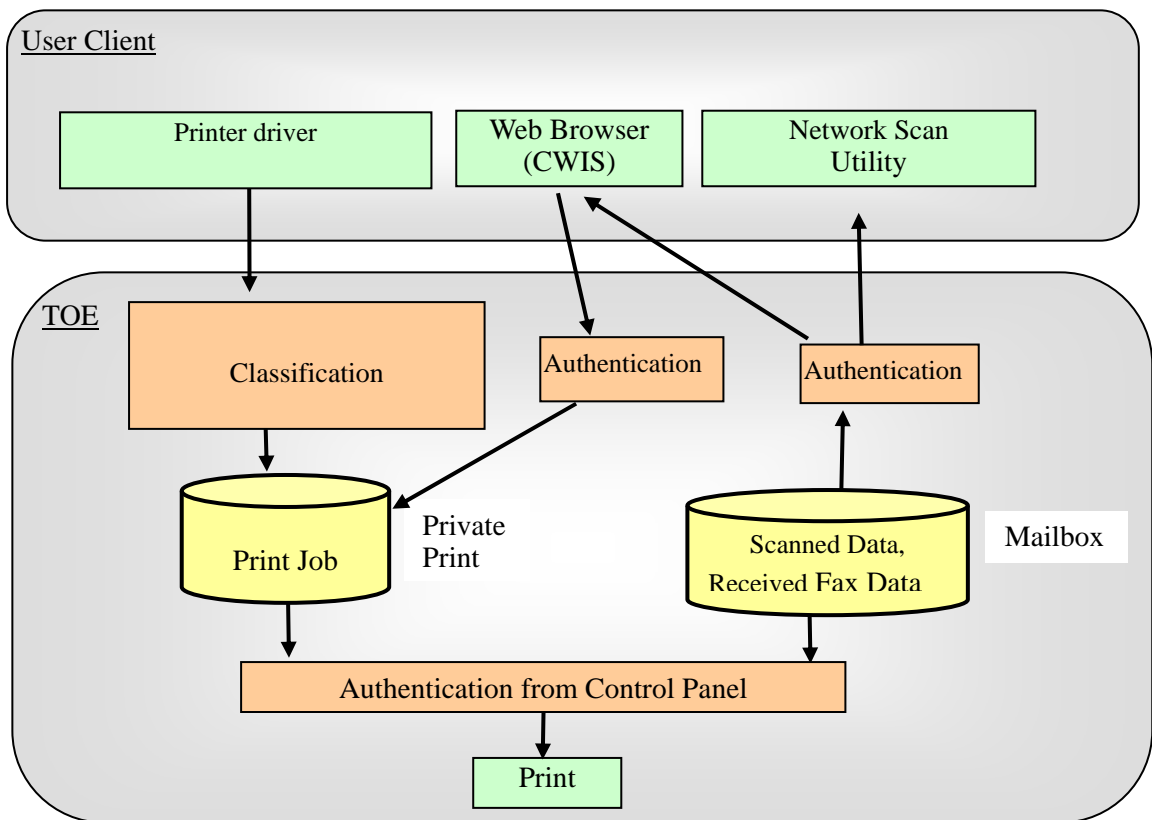 User Client
Printer driver
Web Browser
(CWIS)
Network Scan
Utility
TOE
Classification
Authentication
Authentication
Print Job
Private
Print
Scanned Data,
Received Fax Data
Mailbox
Authentication from Control Panel
Print